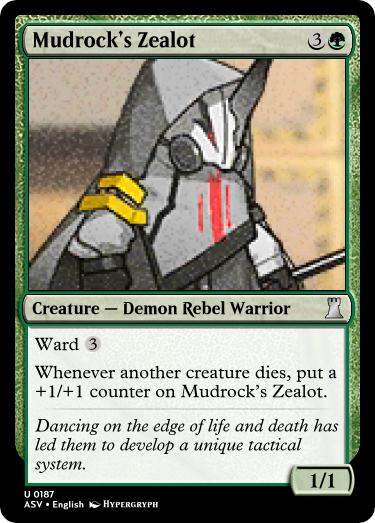 Mudrock's Zealot 3
Creature — Demon Rebel Warrior
Ward 3
Whenever another creature dies, put a
+1/+1 counter on Mudrock's Zealot.
Dancing on the edge of life and death has
led them to develop a unique tactical
system.
1/1
U 0187
ASV • English HYPERGRYPH